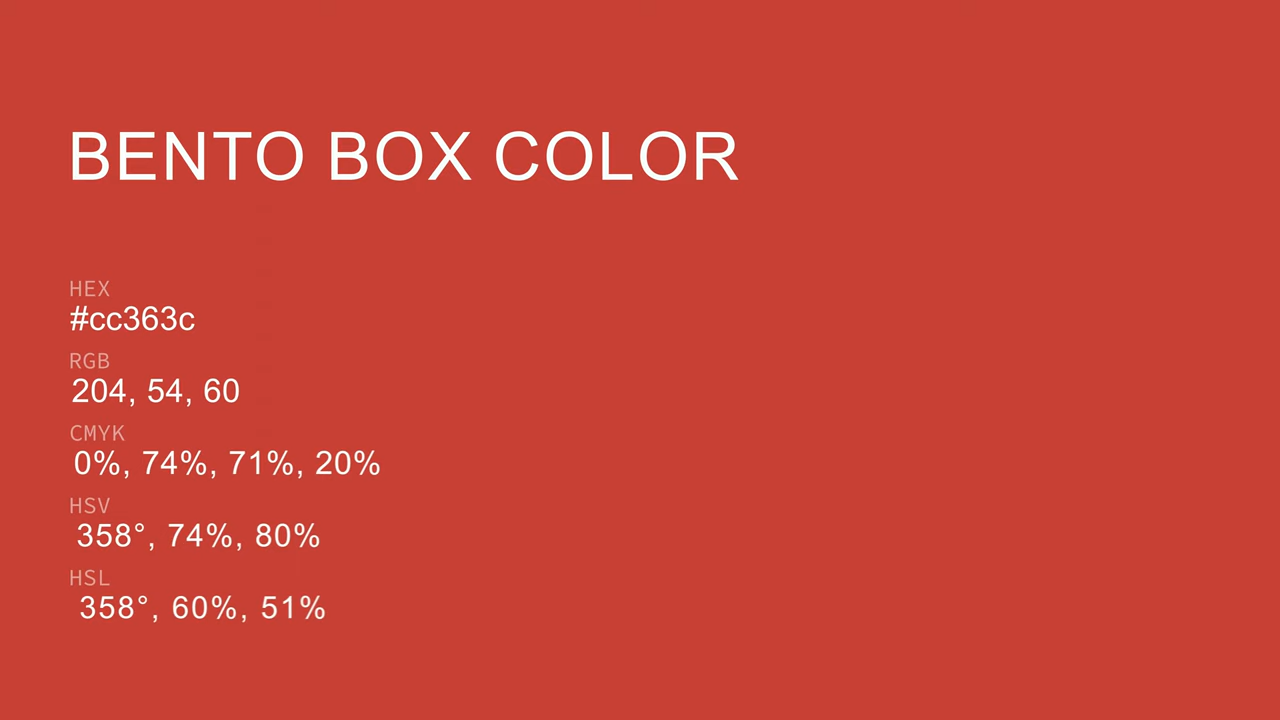 BENTO BOX COLOR
HEX
#cc363c
RGB
204, 54, 60
CMYK
0%, 74%, 71%, 20%
HSV
358°, 74%, 80%
HSL
358°, 60%, 51%